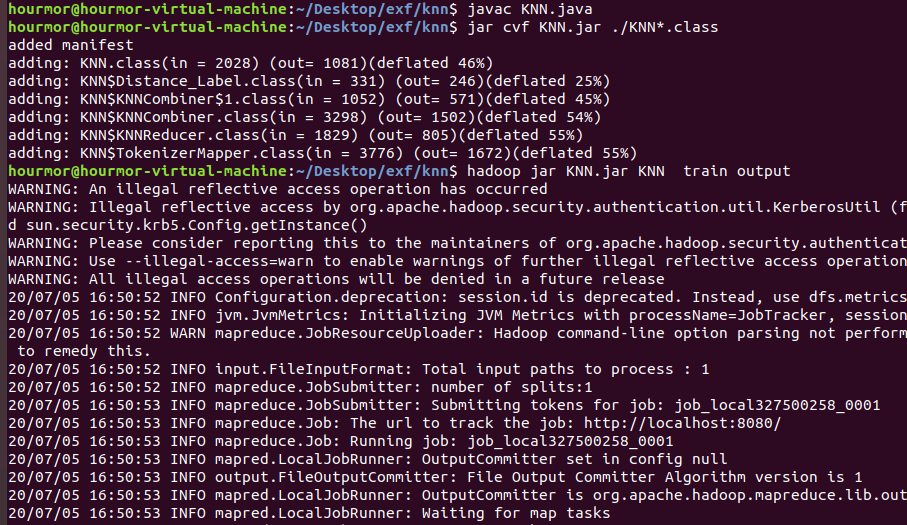 hourmor@hourmor-virtual-machine:~/Desktop/exf/knn$ javac KNN.java
hourmor@hourmor-virtual-machine:~/Desktop/exf/knn$ jar cvf KNN.jar ./KNN*.class
added manifest
adding: KNN.class(in = 2028) (out= 1081)(deflated 46%)
adding: KNN$Distance_Label.class(in = 331) (out= 246)(deflated 25%)
adding: KNN$KNNCombiner$1.class(in = 1052) (out= 571)(deflated 45%)
adding: KNN$KNNCombiner.class(in = 3298) (out= 1502)(deflated 54%)
adding: KNN$KNNReducer.class(in = 1829) (out= 805)(deflated 55%)
adding: KNN$TokenizerMapper.class(in = 3776) (out= 1672)(deflated 55%)
hourmor@hourmor-virtual-machine:~/Desktop/exf/knn$ hadoop jar KNN.jar KNN  train output
WARNING: An illegal reflective access operation has occurred
WARNING: Illegal reflective access by org.apache.hadoop.security.authentication.util.KerberosUtil (f
d sun.security.krb5.Config.getInstance()
WARNING: Please consider reporting this to the maintainers of org.apache.hadoop.security.authenticat
WARNING: Use --illegal-access=warn to enable warnings of further illegal reflective access operation
WARNING: All illegal access operations will be denied in a future release
20/07/05 16:50:52 INFO Configuration.deprecation: session.id is deprecated. Instead, use dfs.metrics
20/07/05 16:50:52 INFO jvm.JvmMetrics: Initializing JVM Metrics with processName=JobTracker, session
20/07/05 16:50:52 WARN mapreduce.JobResourceUploader: Hadoop command-line option parsing not perform
 to remedy this.
20/07/05 16:50:52 INFO input.FileInputFormat: Total input paths to process : 1
20/07/05 16:50:52 INFO mapreduce.JobSubmitter: number of splits:1
20/07/05 16:50:53 INFO mapreduce.JobSubmitter: Submitting tokens for job: job_local327500258_0001
20/07/05 16:50:53 INFO mapreduce.Job: The url to track the job: http://localhost:8080/
20/07/05 16:50:53 INFO mapreduce.Job: Running job: job_local327500258_0001
20/07/05 16:50:53 INFO mapred.LocalJobRunner: OutputCommitter set in config null
20/07/05 16:50:53 INFO output.FileOutputCommitter: File Output Committer Algorithm version is 1
20/07/05 16:50:53 INFO mapred.LocalJobRunner: OutputCommitter is org.apache.hadoop.mapreduce.lib.out
20/07/05 16:50:53 INFO mapred.LocalJobRunner: Waiting for map tasks